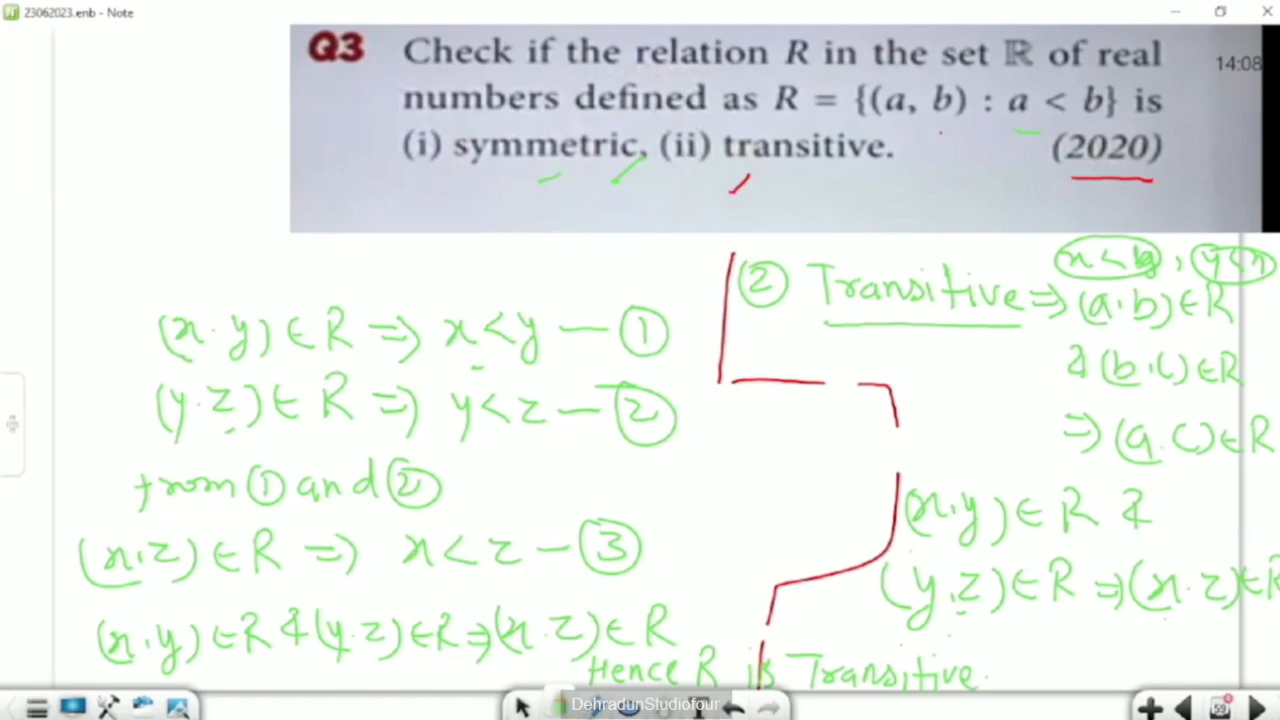 23062023.enb - Note
Q3 Check if the relation R in the set ℝ of real
14:08
numbers defined as R = {(a, b) : a < b} is
(i) symmetric, (ii) transitive. (2020)
② Transitive ⇒ (a.b) ∈ R
& (b.c) ∈ R
⇒ (a.c) ∈ R
(x.y) ∈ R &
(y.z) ∈ R ⇒ (x.z) ∈ R
(x.y) ∈ R ⇒ x < y — ①
(y.z) ∈ R ⇒ y < z — ②
from ① and ②
(x.z) ∈ R ⇒ x < z — ③
(x.y) ∈ R & (y.z) ∈ R ⇒ (x.z) ∈ R
Hence R is Transitive.
DehradunStudiofour
59